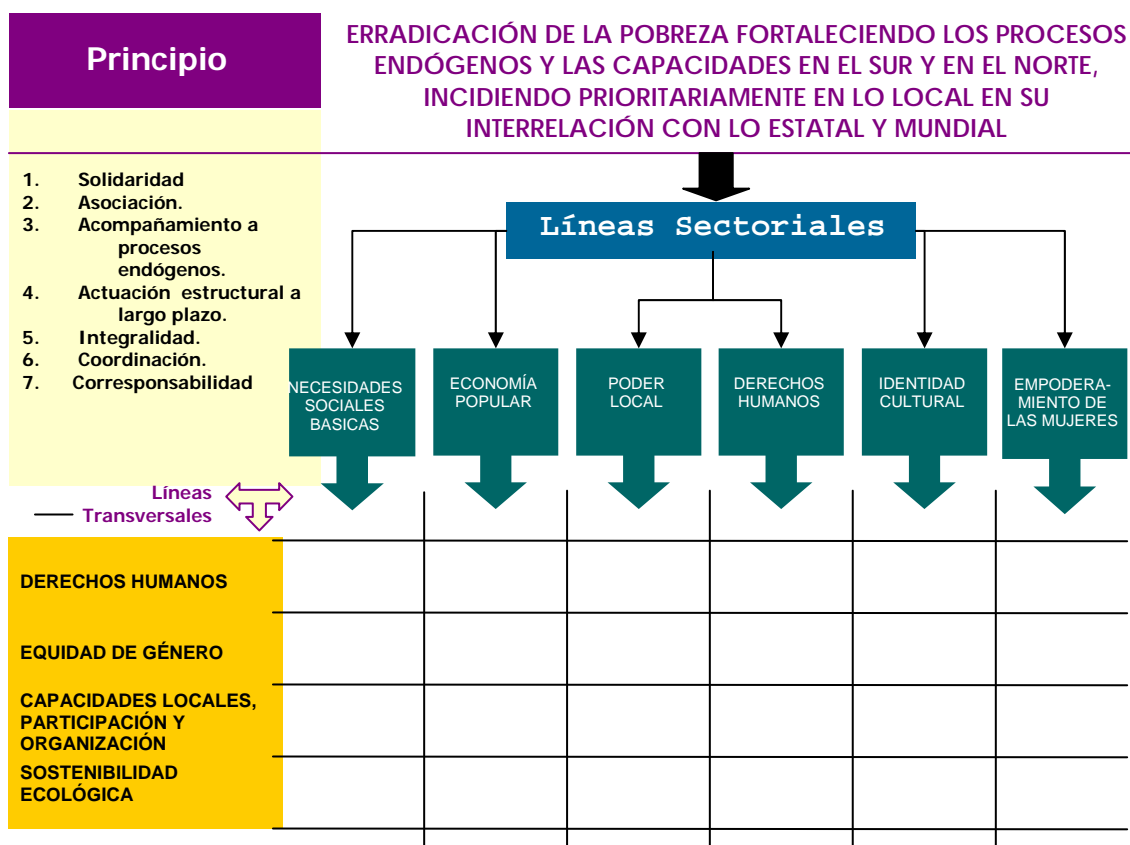 Principio
ERRADICACIÓN DE LA POBREZA FORTALECIENDO LOS PROCESOS
ENDÓGENOS Y LAS CAPACIDADES EN EL SUR Y EN EL NORTE,
INCIDIENDO PRIORITARIAMENTE EN LO LOCAL EN SU
INTERRELACIÓN CON LO ESTATAL Y MUNDIAL
1. Solidaridad
2. Asociación.
3. Acompañamiento a
procesos
endógenos.
4. Actuación estructural a
largo plazo.
5. Integralidad.
6. Coordinación.
7. Corresponsabilidad
Líneas Sectoriales
NECESIDADES
SOCIALES
BASICAS
ECONOMÍA
POPULAR
PODER
LOCAL
DERECHOS
HUMANOS
IDENTIDAD
CULTURAL
EMPODERA-
MIENTO DE
LAS MUJERES
Líneas
Transversales
DERECHOS HUMANOS
EQUIDAD DE GÉNERO
CAPACIDADES LOCALES,
PARTICIPACIÓN Y
ORGANIZACIÓN
SOSTENIBILIDAD
ECOLÓGICA